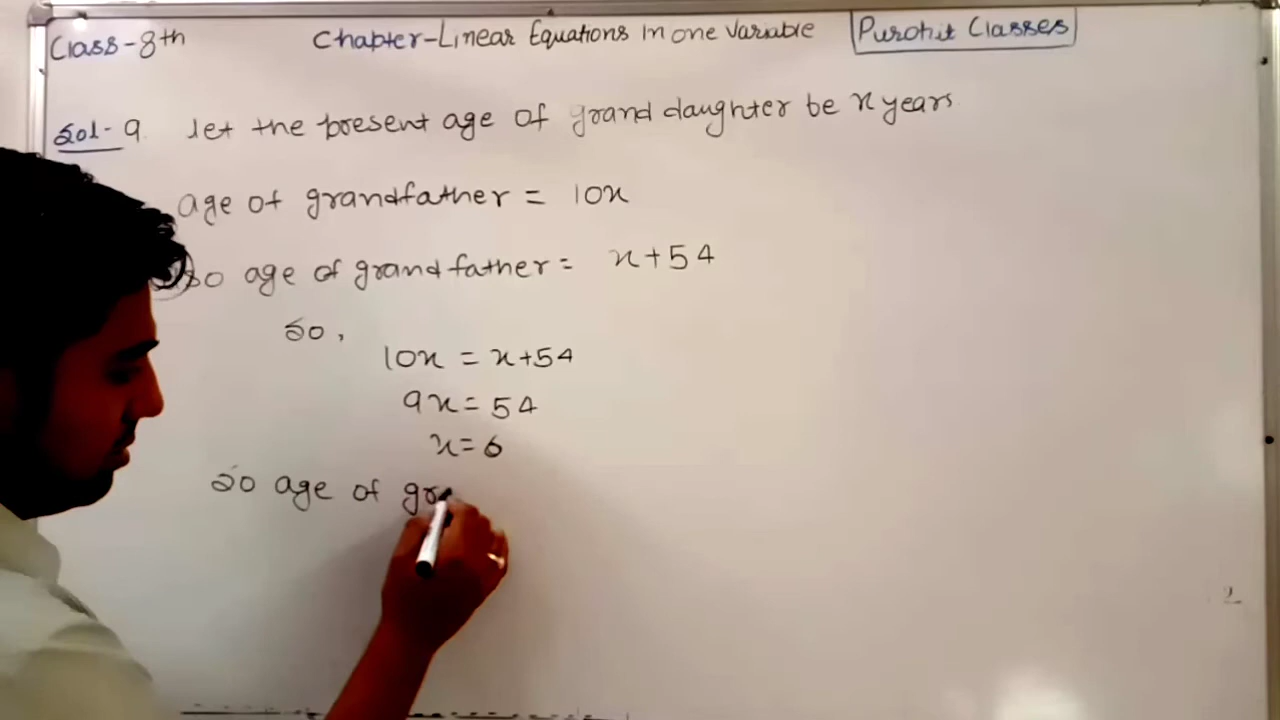 Class-8th Chapter-Linear Equations In one Variable Purohit Classes
Sol-9. let the present age of grand daughter be x years.
age of grandfather = 10x
so age of grandfather = x+54
so,
10x = x+54
9x = 54
x = 6
so age of gr
2